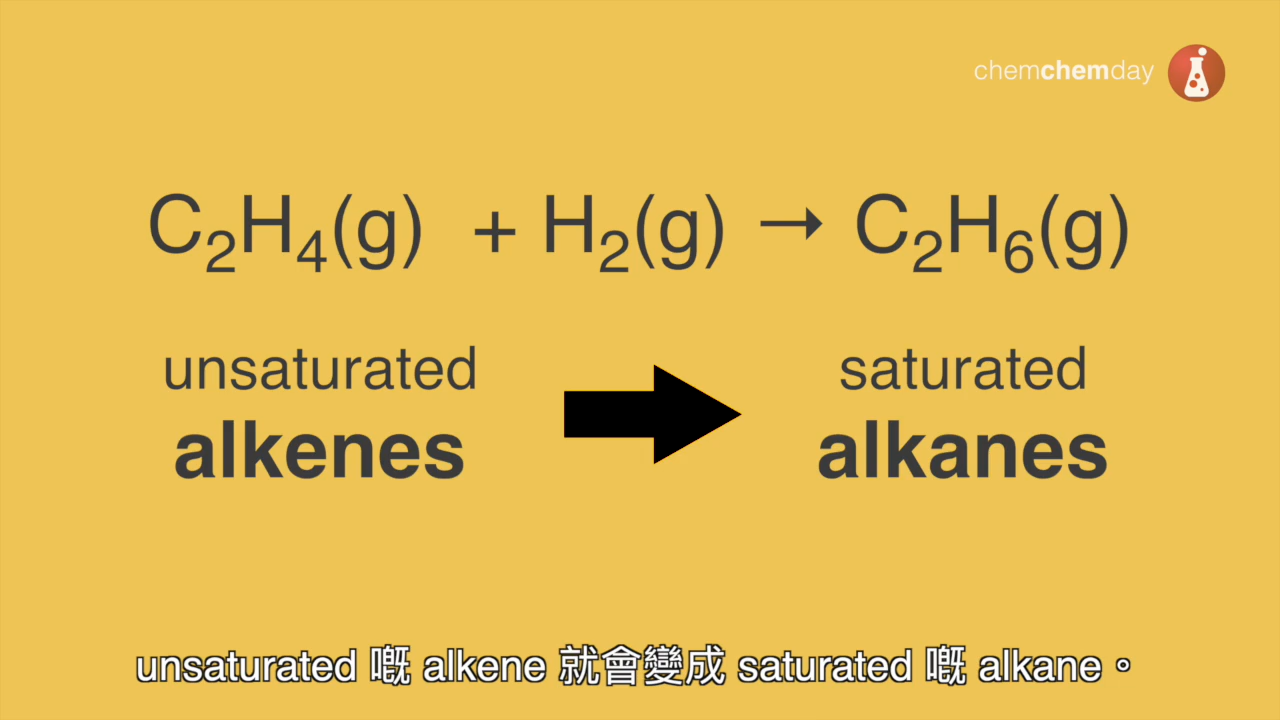 chemchemday
C₂H₄(g) + H₂(g) → C₂H₆(g)
unsaturated
alkenes
saturated
alkanes
unsaturated 嘅 alkene 就會變成 saturated 嘅 alkane。